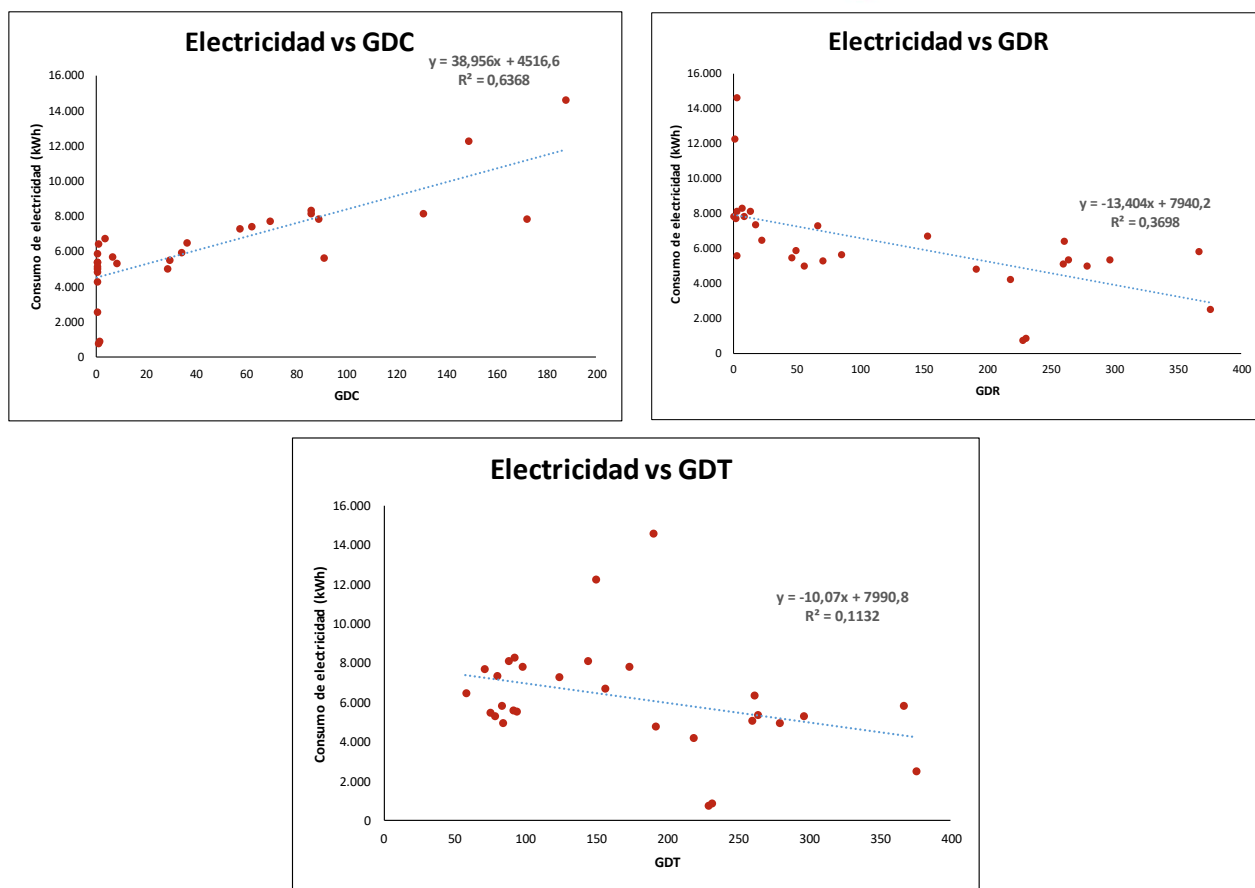 Electricidad vs GDC
y = 38,956x + 4516,6
R² = 0,6368
16.000
14.000
12.000
10.000
8.000
6.000
4.000
2.000
0
Consumo de electricidad (kWh)
0 20 40 60 80 100 120 140 160 180 200
GDC
Electricidad vs GDR
16.000
14.000
12.000
10.000
8.000
6.000
4.000
2.000
0
Consumo de electricidad (kWh)
y = -13,404x + 7940,2
R² = 0,3698
0 50 100 150 200 250 300 350 400
GDR
Electricidad vs GDT
16.000
14.000
12.000
10.000
8.000
6.000
4.000
2.000
0
Consumo de electricidad (kWh)
y = -10,07x + 7990,8
R² = 0,1132
0 50 100 150 200 250 300 350 400
GDT